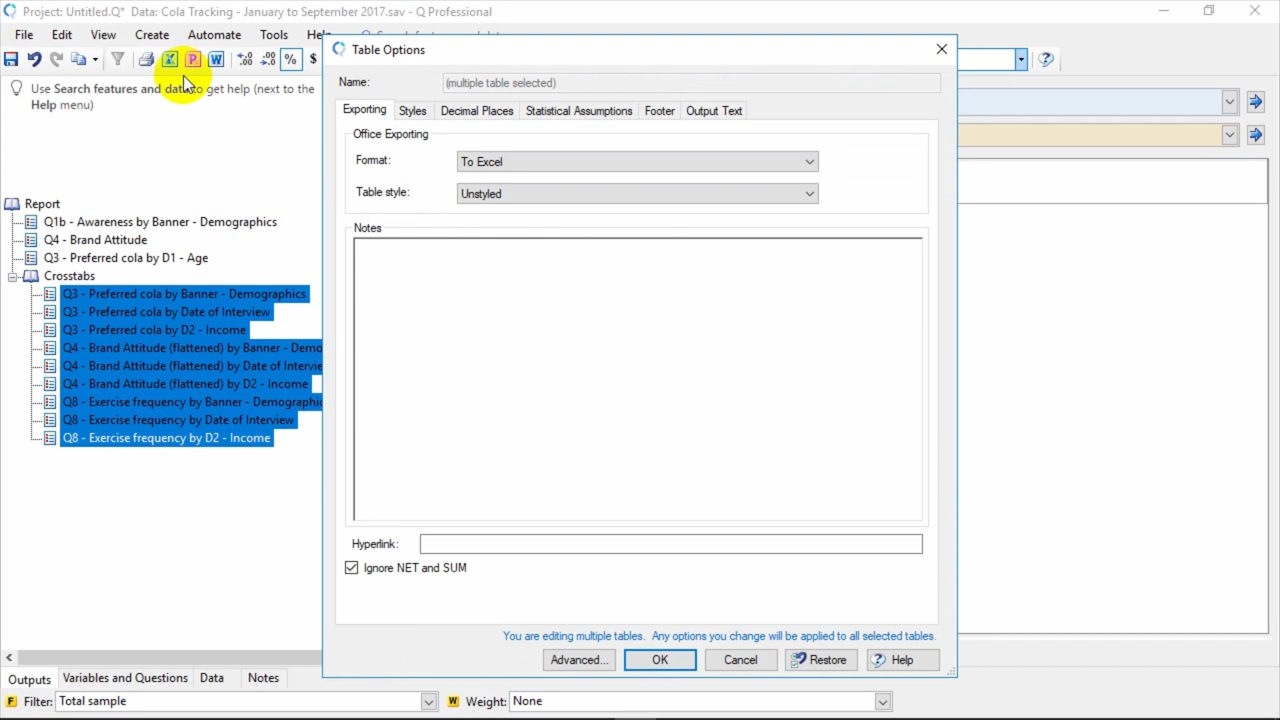 Project: Untitled.Q*  Data: Cola Tracking - January to September 2017.sav - Q Professional
File Edit View Create Automate Tools
%
$
Use Search features and data to get help (next to the
Help menu)
Report
Q1b - Awareness by Banner - Demographics
Q4 - Brand Attitude
Q3 - Preferred cola by D1 - Age
Crosstabs
Q3 - Preferred cola by Banner - Demographics
Q3 - Preferred cola by Date of Interview
Q3 - Preferred cola by D2 - Income
Q4 - Brand Attitude (flattened) by Banner - Demo
Q4 - Brand Attitude (flattened) by Date of Intervie
Q4 - Brand Attitude (flattened) by D2 - Income
Q8 - Exercise frequency by Banner - Demographic
Q8 - Exercise frequency by Date of Interview
Q8 - Exercise frequency by D2 - Income
Table Options
Name: (multiple table selected)
Exporting Styles Decimal Places Statistical Assumptions Footer Output Text
Office Exporting
Format: To Excel
Table style: Unstyled
Notes
Hyperlink:
Ignore NET and SUM
You are editing multiple tables. Any options you change will be applied to all selected tables.
Advanced... OK Cancel Restore Help
Outputs Variables and Questions Data Notes
F Filter: Total sample W Weight: None